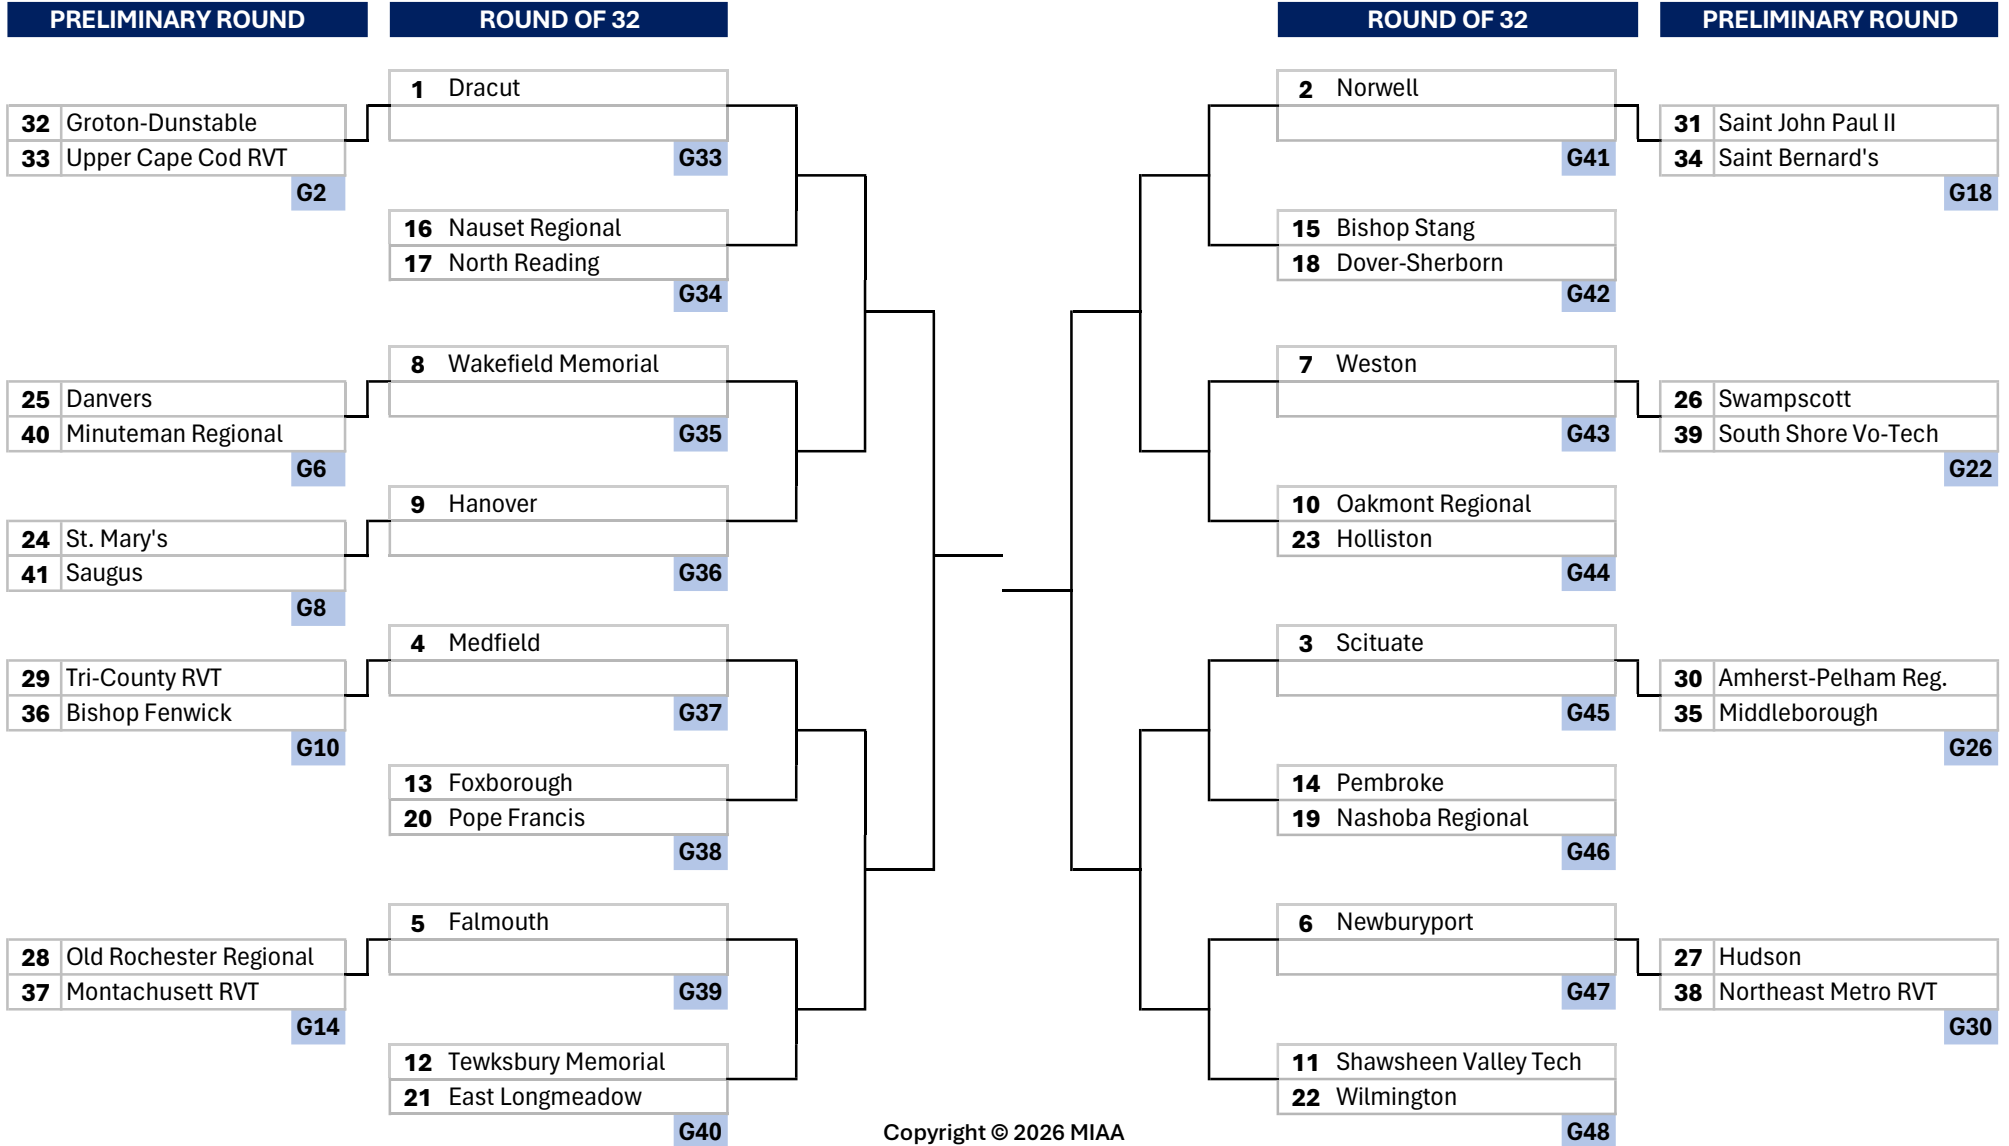 PRELIMINARY ROUND
ROUND OF 32
ROUND OF 32
PRELIMINARY ROUND
32 Groton-Dunstable
33 Upper Cape Cod RVT
G2
25 Danvers
40 Minuteman Regional
G6
24 St. Mary's
41 Saugus
G8
29 Tri-County RVT
36 Bishop Fenwick
G10
28 Old Rochester Regional
37 Montachusett RVT
G14
1 Dracut
G33
16 Nauset Regional
17 North Reading
G34
8 Wakefield Memorial
G35
9 Hanover
G36
4 Medfield
G37
13 Foxborough
20 Pope Francis
G38
5 Falmouth
G39
12 Tewksbury Memorial
21 East Longmeadow
G40
2 Norwell
G41
15 Bishop Stang
18 Dover-Sherborn
G42
7 Weston
G43
10 Oakmont Regional
23 Holliston
G44
3 Scituate
G45
14 Pembroke
19 Nashoba Regional
G46
6 Newburyport
G47
11 Shawsheen Valley Tech
22 Wilmington
G48
31 Saint John Paul II
34 Saint Bernard's
G18
26 Swampscott
39 South Shore Vo-Tech
G22
30 Amherst-Pelham Reg.
35 Middleborough
G26
27 Hudson
38 Northeast Metro RVT
G30
Copyright © 2026 MIAA